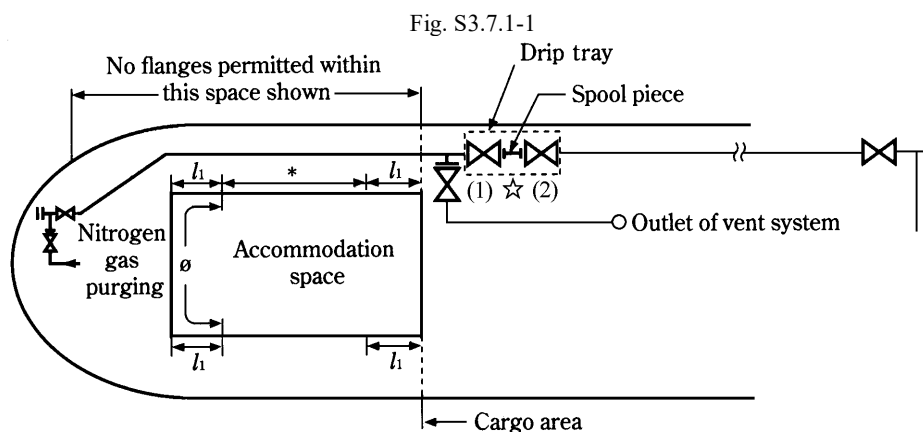 Fig. S3.7.1-1
No flanges permitted within
this space shown
Drip tray
Spool piece
l₁
*
l₁
(1) ☆ (2)
Outlet of vent system
Nitrogen
gas
purging
ø
Accommodation
space
l₁
l₁
Cargo area